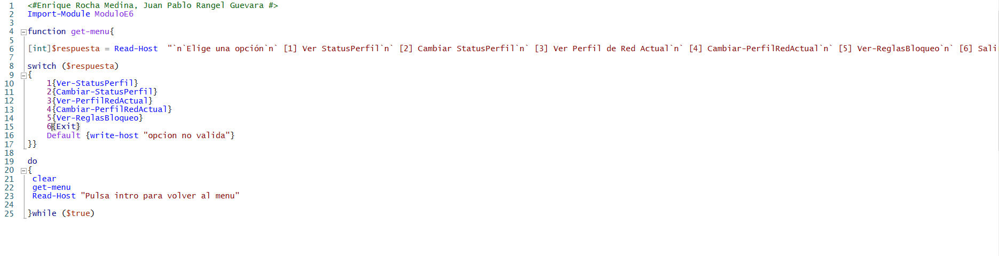 1 <#Enrique Rocha Medina, Juan Pablo Rangel Guevara #>
2 Import-Module ModuloE6
3
4 function get-menu{
5
6 [int]$respuesta = Read-Host  "`n`Elige una opción`n` [1] Ver StatusPerfil`n` [2] Cambiar StatusPerfil`n` [3] Ver Perfil de Red Actual`n` [4] Cambiar-PerfilRedActual`n` [5] Ver-ReglasBloqueo`n` [6] Sali
7
8 switch ($respuesta)
9 {
10     1{Ver-StatusPerfil}
11     2{Cambiar-StatusPerfil}
12     3{Ver-PerfilRedActual}
13     4{Cambiar-PerfilRedActual}
14     5{Ver-ReglasBloqueo}
15     6{Exit}
16     Default {write-host "opcion no valida"}
17 }}
18
19 do
20 {
21  clear
22  get-menu
23  Read-Host "Pulsa intro para volver al menu"
24
25 }while ($true)